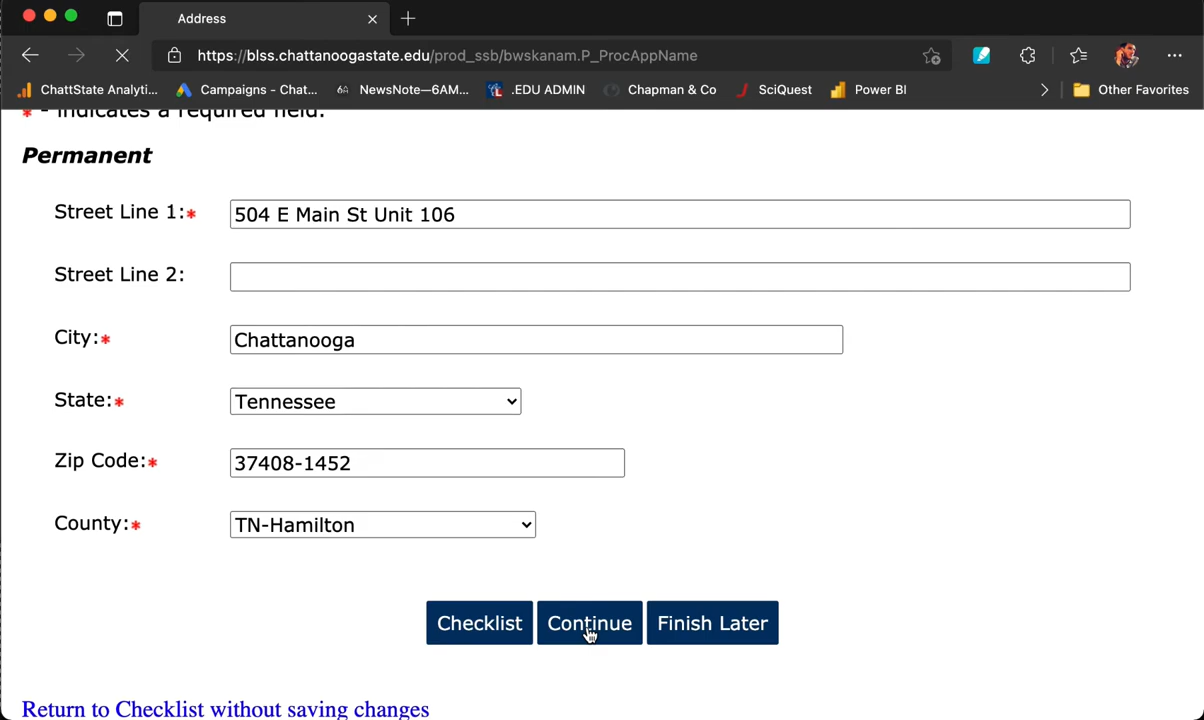 Address
https://blss.chattanoogastate.edu/prod_ssb/bwskanam.P_ProcAppName
ChattState Analyti... Campaigns - Chat... 6A NewsNote—6AM... .EDU ADMIN Chapman & Co SciQuest Power BI Other Favorites
* - indicates a required field.
Permanent
Street Line 1:* 504 E Main St Unit 106
Street Line 2:
City:* Chattanooga
State:* Tennessee
Zip Code:* 37408-1452
County:* TN-Hamilton
Checklist Continue Finish Later
Return to Checklist without saving changes